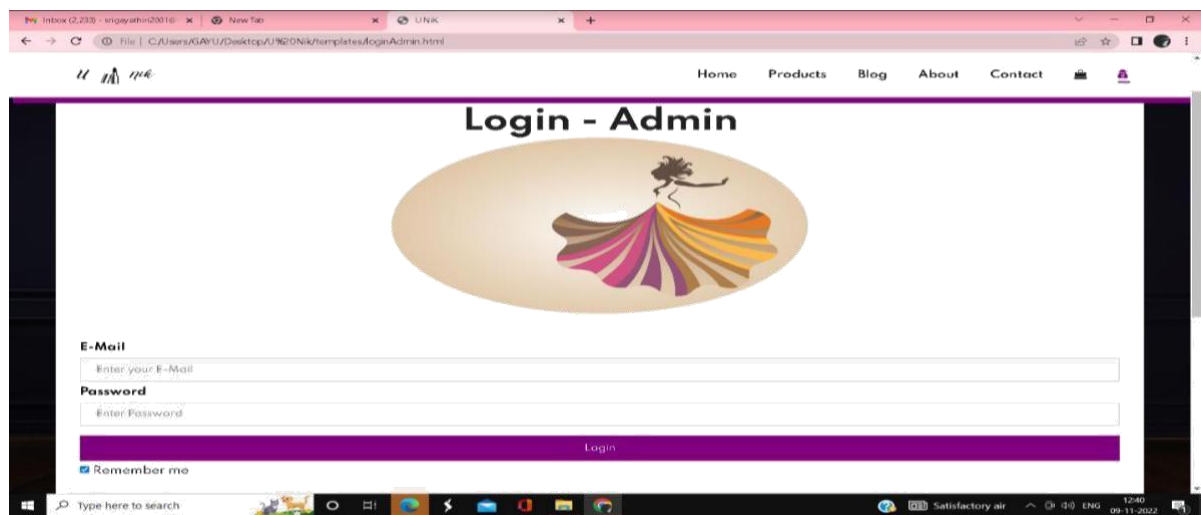 Inbox (2,233) - srigayathiri20016
New Tab
UNIK
File | C:/Users/GAYU/Desktop/U%20Nik/templates/loginAdmin.html
U nik
Home Products Blog About Contact
Login - Admin
E-Mail
Enter your E-Mail
Password
Enter Password
Login
Remember me
Type here to search
Satisfactory air
ENG
12:40
09-11-2022